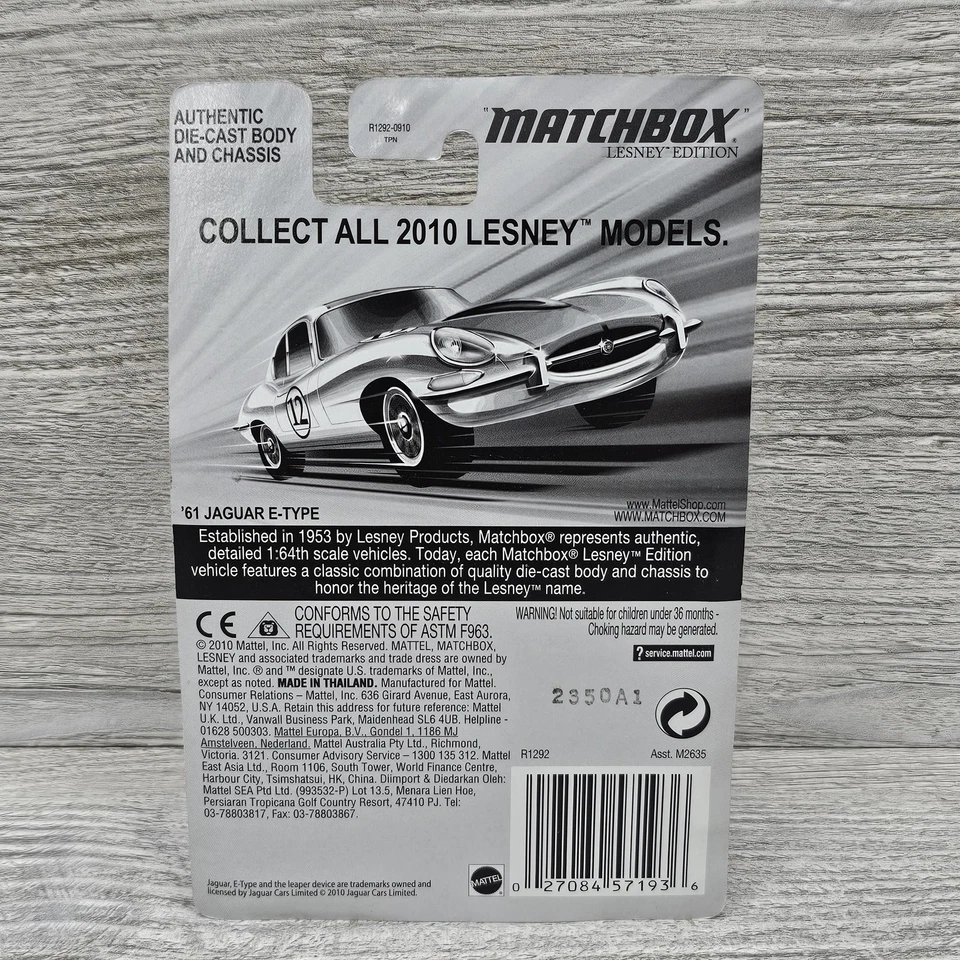 AUTHENTIC
DIE-CAST BODY
AND CHASSIS
R1292-0910
TPN
"MATCHBOX"®
LESNEY™ EDITION
COLLECT ALL 2010 LESNEY™ MODELS.
12
'61 JAGUAR E-TYPE
www.MattelShop.com
WWW.MATCHBOX.COM
Established in 1953 by Lesney Products, Matchbox® represents authentic,
detailed 1:64th scale vehicles. Today, each Matchbox® Lesney™ Edition
vehicle features a classic combination of quality die-cast body and chassis to
honor the heritage of the Lesney™ name.
CE
CONFORMS TO THE SAFETY
REQUIREMENTS OF ASTM F963.
© 2010 Mattel, Inc. All Rights Reserved. MATTEL, MATCHBOX,
LESNEY and associated trademarks and trade dress are owned by
Mattel, Inc. ® and ™ designate U.S. trademarks of Mattel, Inc.,
except as noted. MADE IN THAILAND. Manufactured for Mattel.
Consumer Relations – Mattel, Inc. 636 Girard Avenue, East Aurora,
NY 14052, U.S.A. Retain this address for future reference: Mattel
U.K. Ltd., Vanwall Business Park, Maidenhead SL6 4UB. Helpline -
01628 500303. Mattel Europa, B.V., Gondel 1, 1186 MJ
Amstelveen, Nederland. Mattel Australia Pty Ltd., Richmond,
Victoria. 3121. Consumer Advisory Service – 1300 135 312. Mattel
East Asia Ltd., Room 1106, South Tower, World Finance Centre,
Harbour City, Tsimshatsui, HK, China. Diimport & Diedarkan Oleh:
Mattel SEA Ptd Ltd. (993532-P) Lot 13.5, Menara Lien Hoe,
Persiaran Tropicana Golf Country Resort, 47410 PJ. Tel:
03-78803817, Fax: 03-78803867.
WARNING! Not suitable for children under 36 months -
Choking hazard may be generated.
? service.mattel.com
2350A1
R1292
Asst. M2635
Jaguar, E-Type and the leaper device are trademarks owned and
licensed by Jaguar Cars Limited © 2010 Jaguar Cars Limited.
MATTEL
0 27084 57193 6